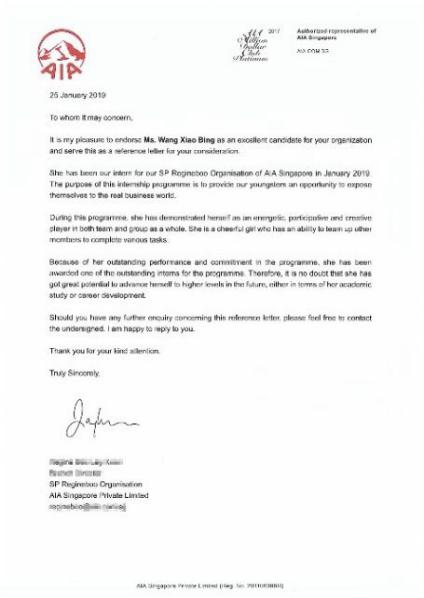 AIA
AIA
Million
Dollar
Club
Platinum
2017
Authorized representative of
AIA Singapore
AIA.COM.SG
25 January 2019
To whom it may concern,
It is my pleasure to endorse Ms. Wang Xiao Bing as an excellent candidate for your organization
and serve this as a reference letter for your consideration.
She has been our intern for our SP Regineboo Organisation of AIA Singapore in January 2019.
The purpose of this internship programme is to provide our youngsters an opportunity to expose
themselves to the real business world.
During this programme, she has demonstrated herself as an energetic, participative and creative
player in both team and group as a whole. She is a cheerful girl who has an ability to team up other
members to complete various tasks.
Because of her outstanding performance and commitment in the programme, she has been
awarded one of the outstanding interns for the programme. Therefore, it is no doubt that she has
got great potential to advance herself to higher levels in the future, either in terms of her academic
study or career development.
Should you have any further enquiry concerning this reference letter, please feel free to contact
the undersigned. I am happy to reply to you.
Thank you for your kind attention.
Truly Sincerely,
SP Regineboo Organisation
AIA Singapore Private Limited
AIA Singapore Private Limited (Reg. No.